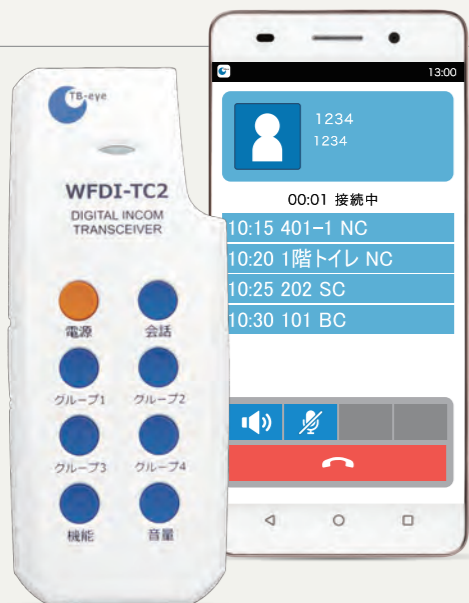 TB-eye
WFDI-TC2
DIGITAL INCOM
TRANSCEIVER
電源
会話
グループ1
グループ2
グループ3
グループ4
機能
音量
13:00
1234
1234
00:01 接続中
10:15 401-1 NC
10:20 1階トイレ NC
10:25 202 SC
10:30 101 BC